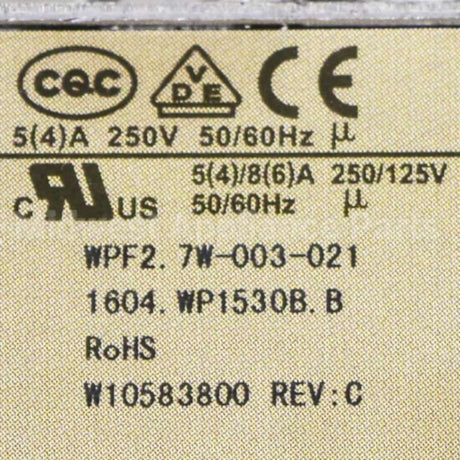 CQC VDE CE
5(4)A 250V 50/60Hz µ
c RU US 5(4)/8(6)A 250/125V
50/60Hz µ
WPF2.7W-003-021
1604.WP1530B.B
RoHS
W10583800 REV:C